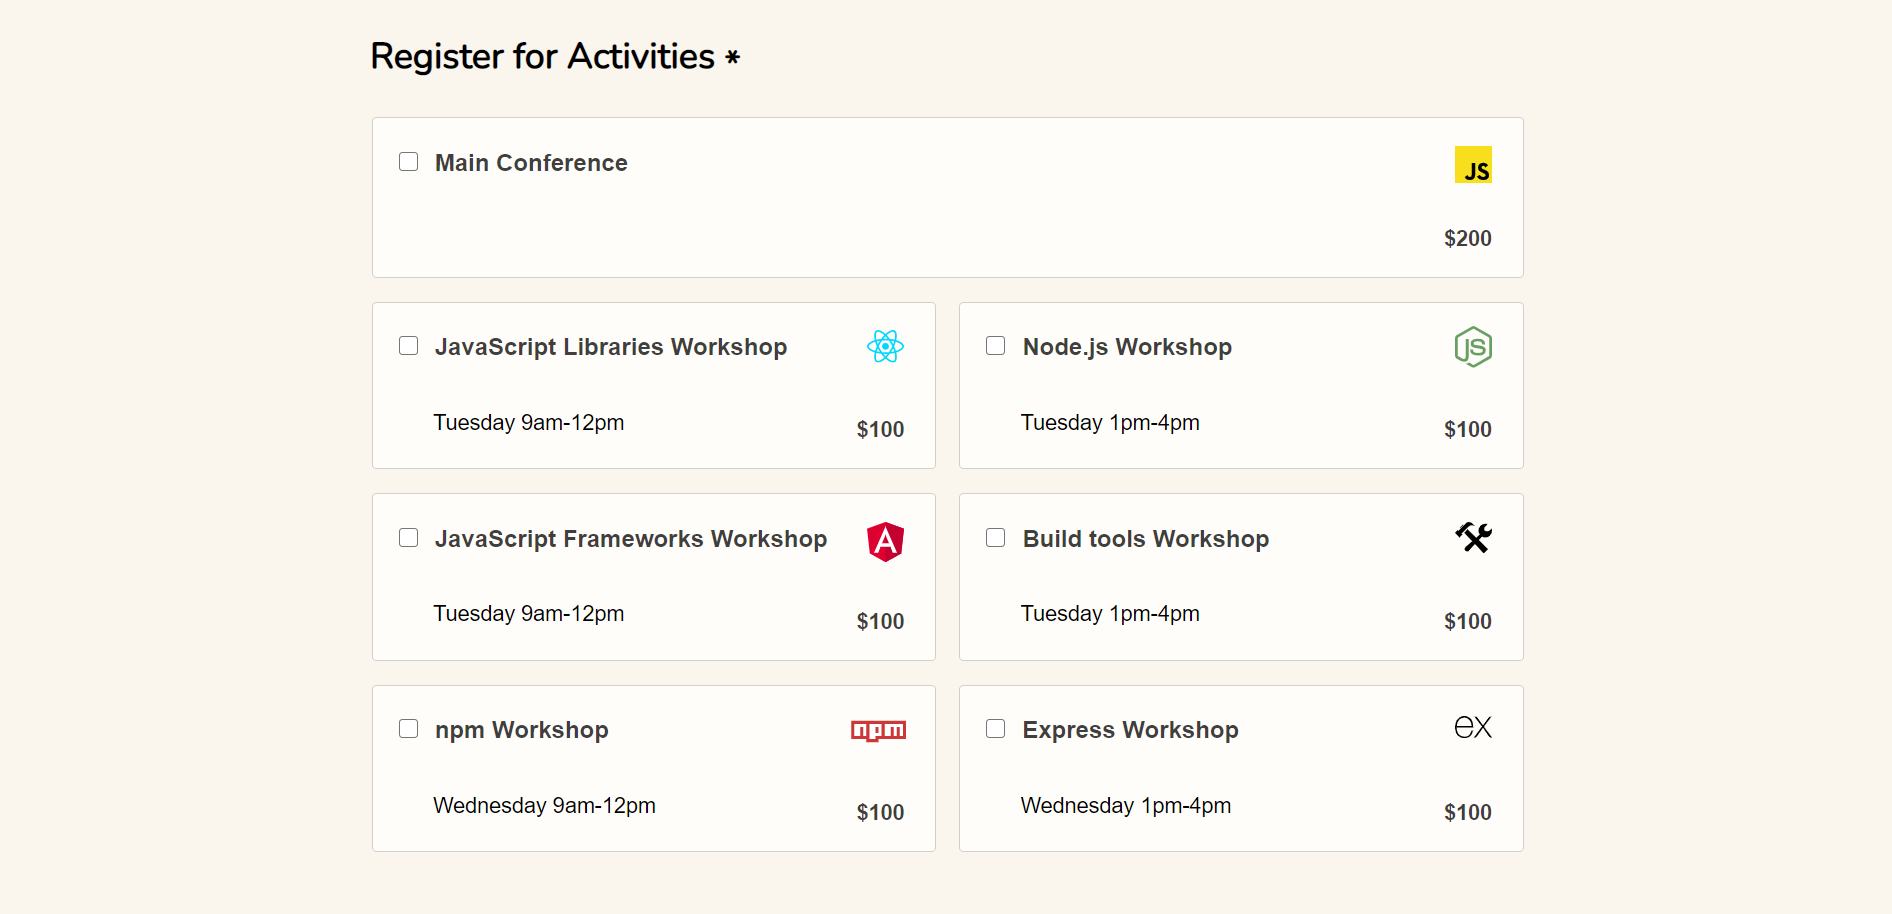 Register for Activities *
Main Conference
JS
$200
JavaScript Libraries Workshop
Tuesday 9am-12pm
$100
Node.js Workshop
JS
Tuesday 1pm-4pm
$100
JavaScript Frameworks Workshop
A
Tuesday 9am-12pm
$100
Build tools Workshop
Tuesday 1pm-4pm
$100
npm Workshop
npm
Wednesday 9am-12pm
$100
Express Workshop
ex
Wednesday 1pm-4pm
$100